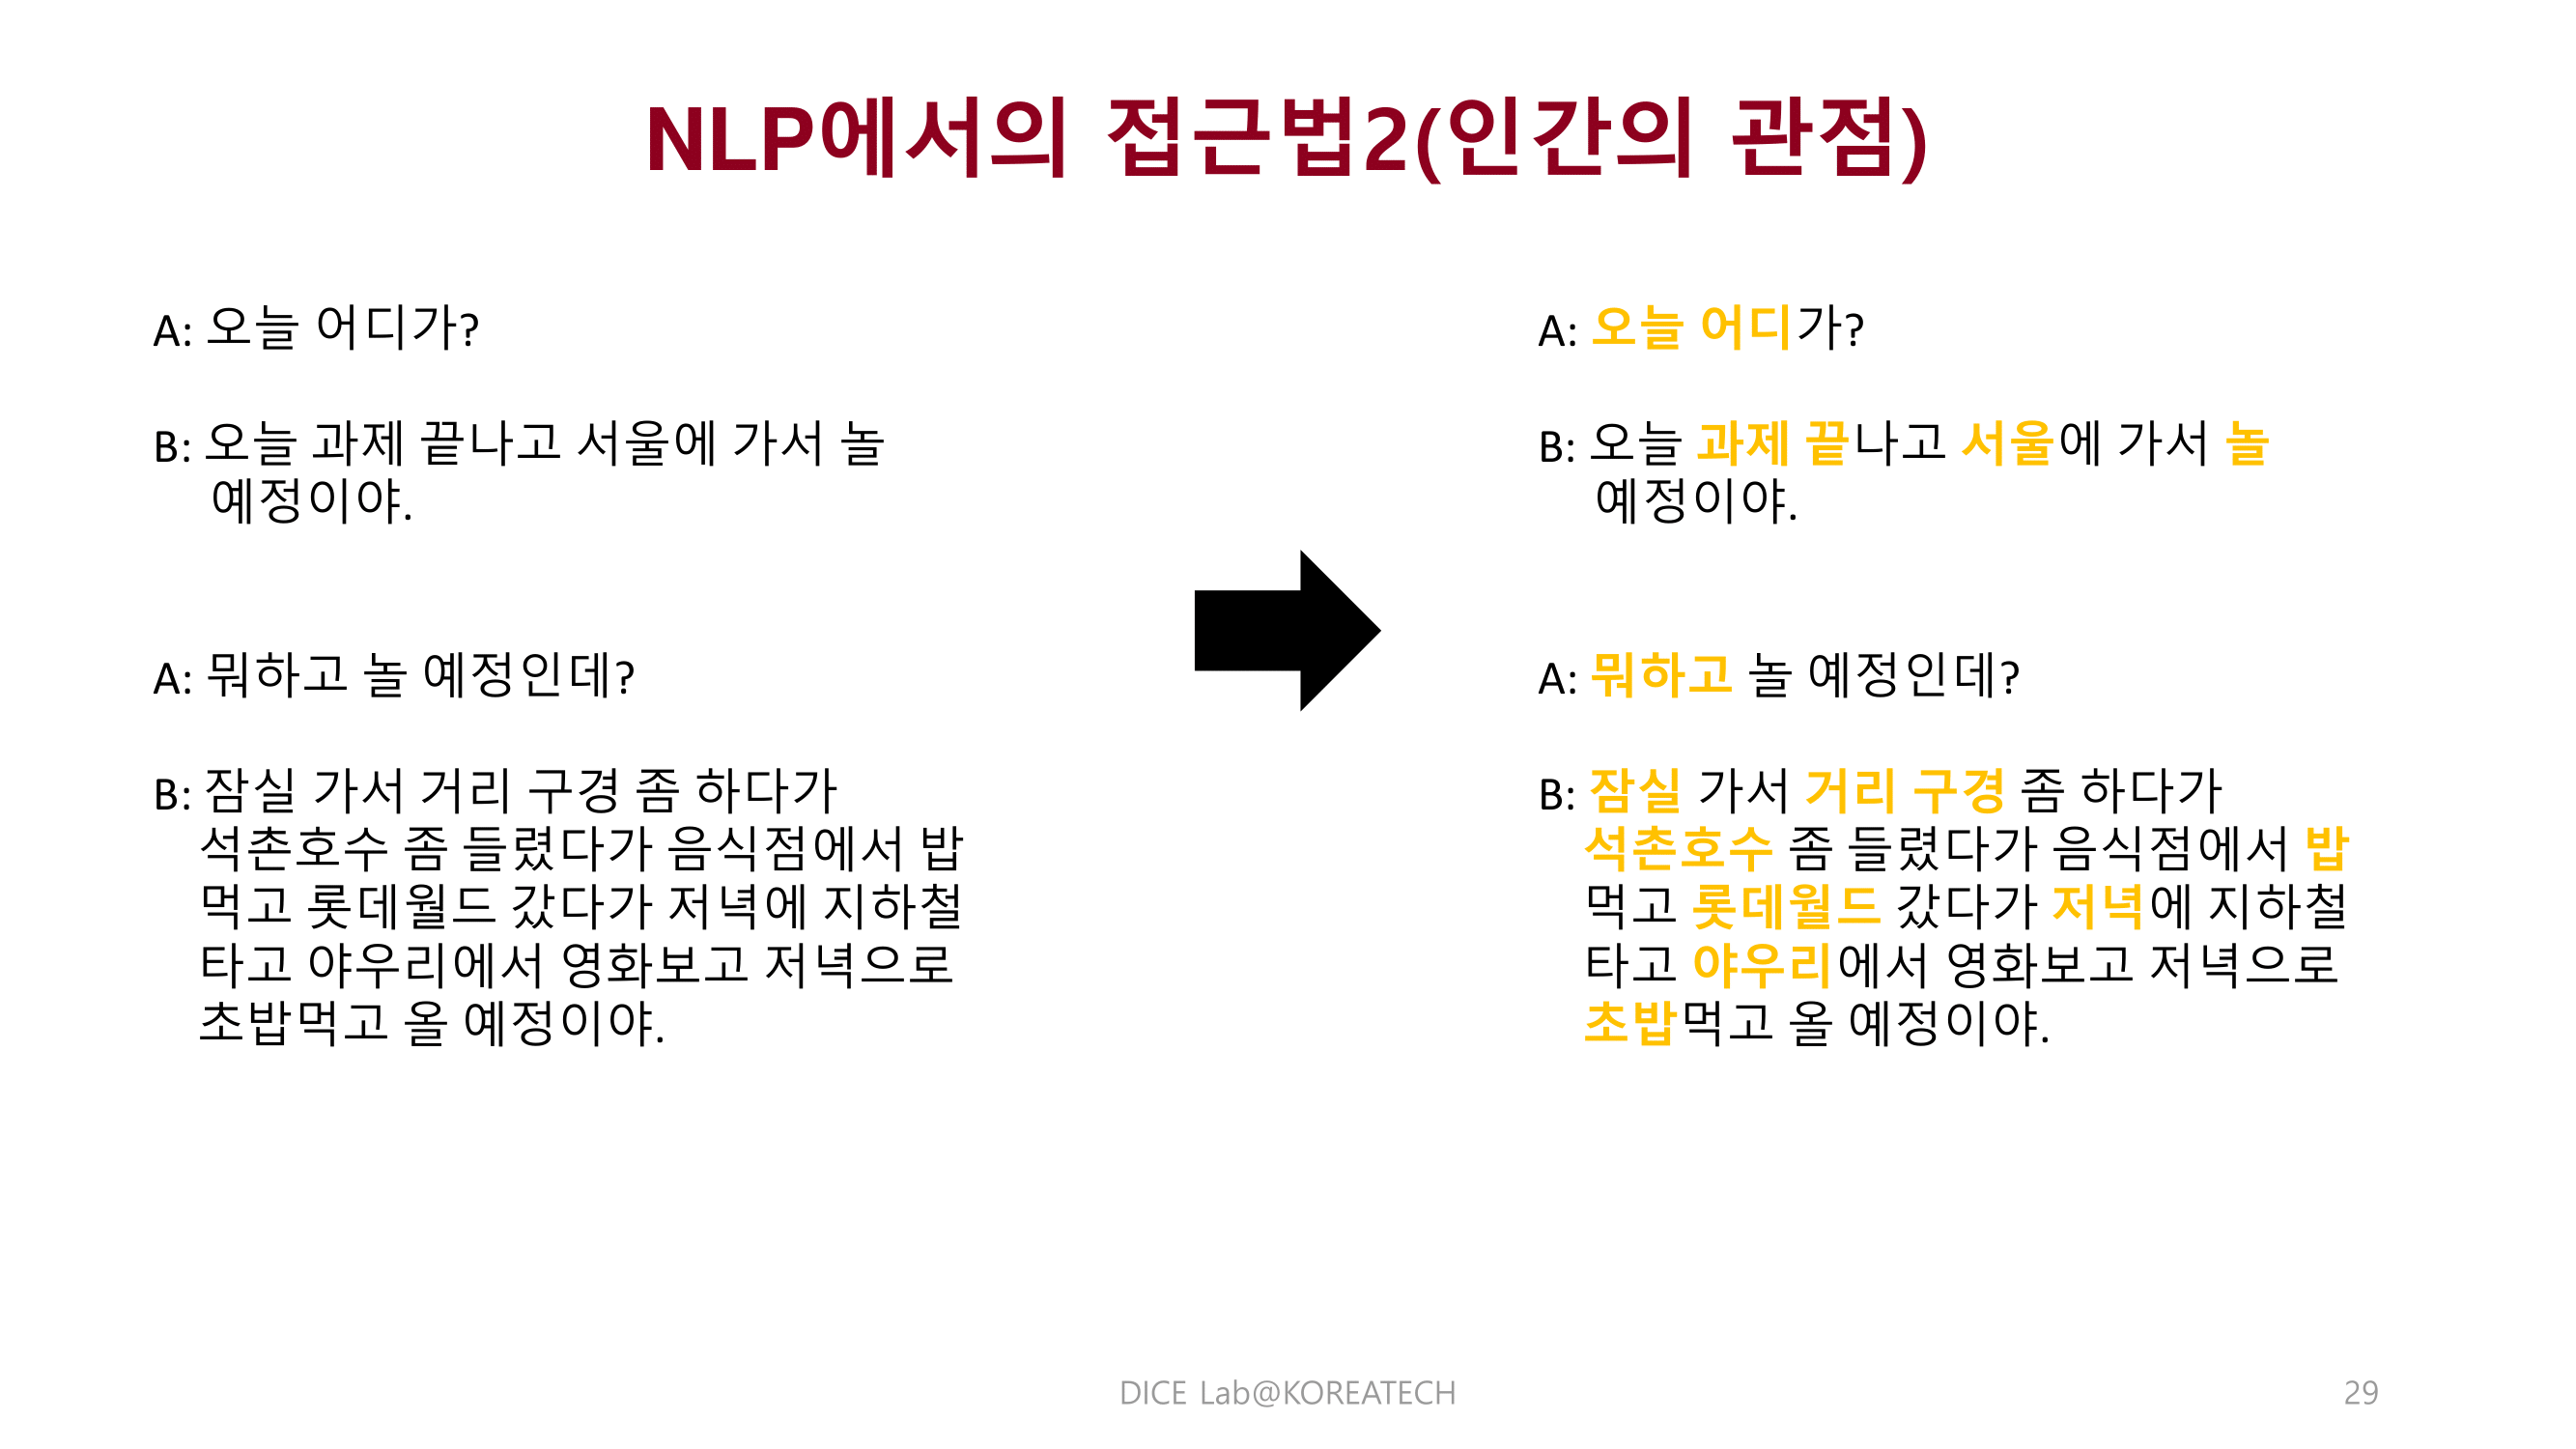 NLP에서의 접근법2(인간의 관점)
A: 오늘 어디가?
B: 오늘 과제 끝나고 서울에 가서 놀
예정이야.
A: 뭐하고 놀 예정인데?
B: 잠실 가서 거리 구경 좀 하다가
석촌호수 좀 들렸다가 음식점에서 밥
먹고 롯데월드 갔다가 저녁에 지하철
타고 야우리에서 영화보고 저녁으로
초밥먹고 올 예정이야.
A: 오늘 어디가?
B: 오늘 과제 끝나고 서울에 가서 놀
예정이야.
A: 뭐하고 놀 예정인데?
B: 잠실 가서 거리 구경 좀 하다가
석촌호수 좀 들렸다가 음식점에서 밥
먹고 롯데월드 갔다가 저녁에 지하철
타고 야우리에서 영화보고 저녁으로
초밥먹고 올 예정이야.
DICE Lab@KOREATECH
29